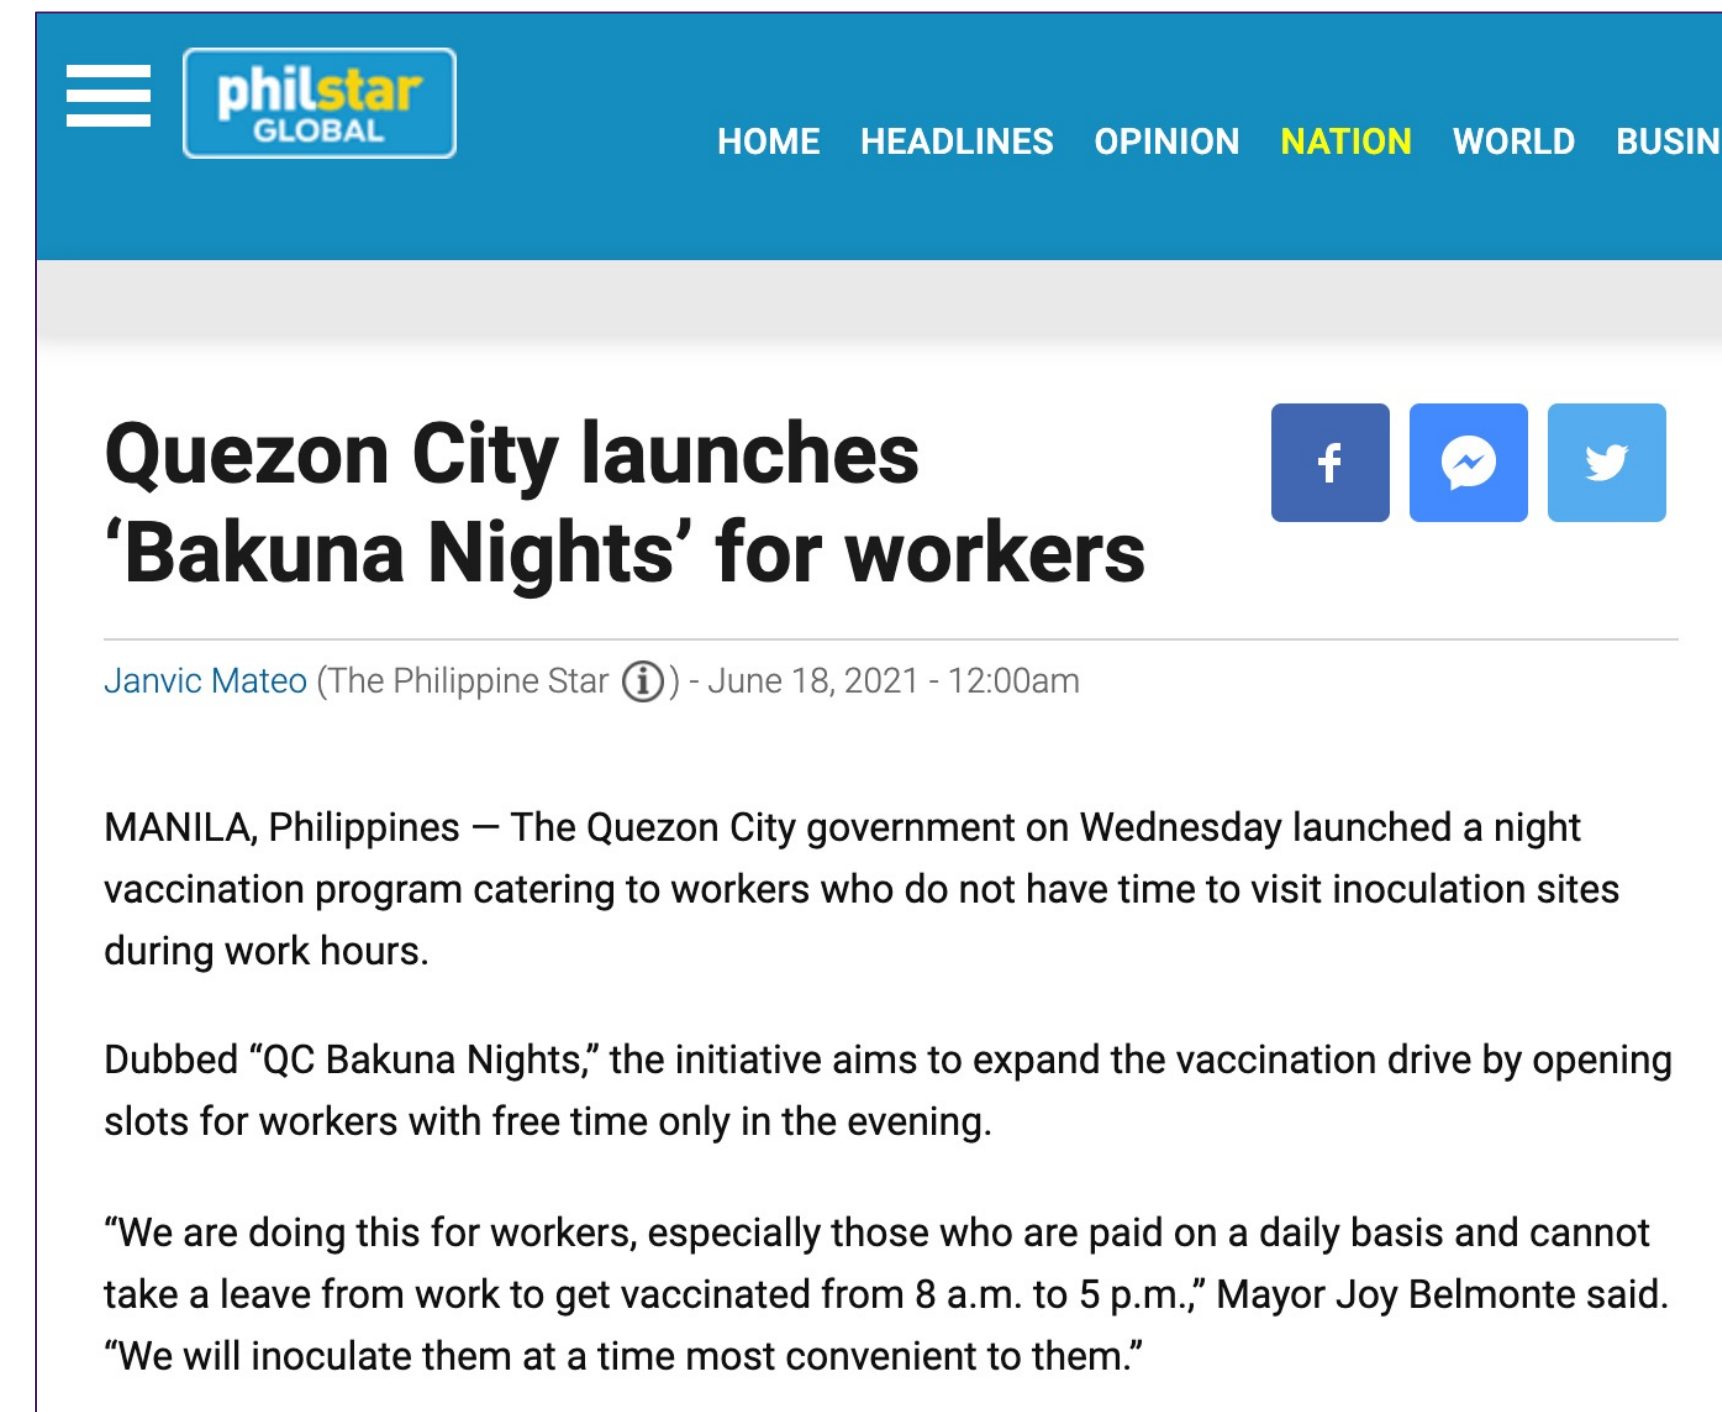 philstar
GLOBAL
HOME HEADLINES OPINION NATION WORLD BUSIN
Quezon City launches
‘Bakuna Nights’ for workers
Janvic Mateo (The Philippine Star ⓘ) - June 18, 2021 - 12:00am
MANILA, Philippines — The Quezon City government on Wednesday launched a night
vaccination program catering to workers who do not have time to visit inoculation sites
during work hours.
Dubbed “QC Bakuna Nights,” the initiative aims to expand the vaccination drive by opening
slots for workers with free time only in the evening.
“We are doing this for workers, especially those who are paid on a daily basis and cannot
take a leave from work to get vaccinated from 8 a.m. to 5 p.m.,” Mayor Joy Belmonte said.
“We will inoculate them at a time most convenient to them.”